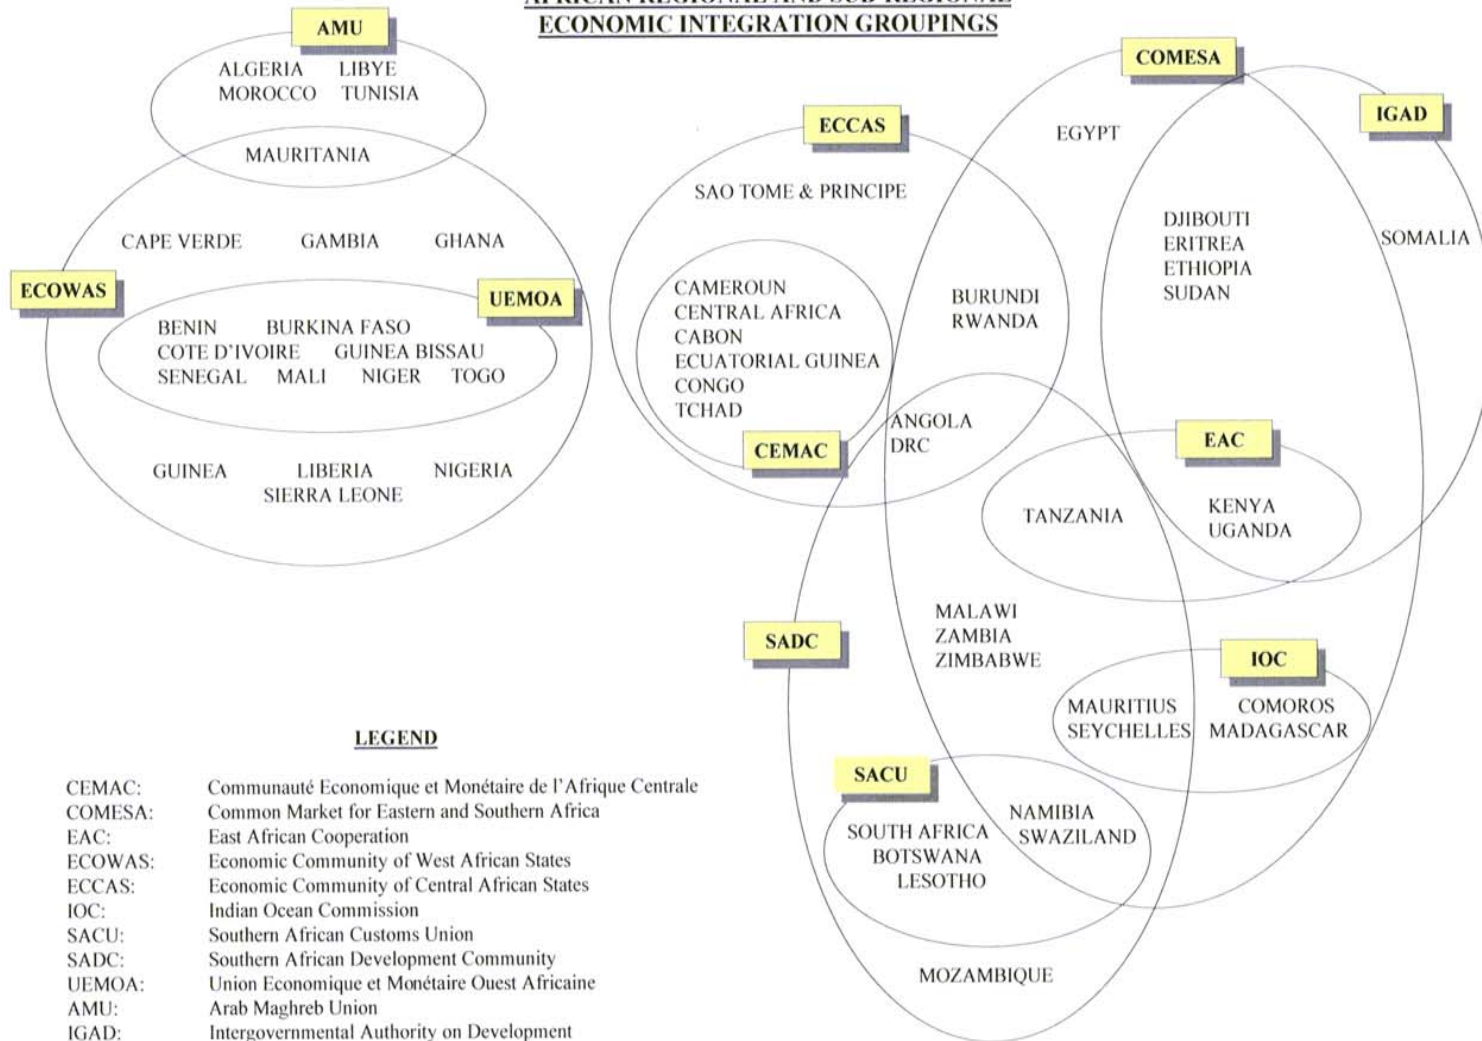 AFRICAN REGIONAL AND SUB-REGIONAL
ECONOMIC INTEGRATION GROUPINGS
AMU
ALGERIA LIBYE
MOROCCO TUNISIA
MAURITANIA
CAPE VERDE GAMBIA GHANA
ECOWAS
UEMOA
BENIN BURKINA FASO
COTE D'IVOIRE GUINEA BISSAU
SENEGAL MALI NIGER TOGO
GUINEA LIBERIA NIGERIA
SIERRA LEONE
ECCAS
SAO TOME & PRINCIPE
CAMEROUN
CENTRAL AFRICA
CABON
ECUATORIAL GUINEA
CONGO
TCHAD
CEMAC
BURUNDI
RWANDA
ANGOLA
DRC
COMESA
EGYPT
IGAD
DJIBOUTI
ERITREA
ETHIOPIA
SUDAN
SOMALIA
EAC
TANZANIA
KENYA
UGANDA
SADC
MALAWI
ZAMBIA
ZIMBABWE
IOC
MAURITIUS
SEYCHELLES
COMOROS
MADAGASCAR
SACU
SOUTH AFRICA
BOTSWANA
LESOTHO
NAMIBIA
SWAZILAND
MOZAMBIQUE
LEGEND
CEMAC: Communauté Economique et Monétaire de l'Afrique Centrale
COMESA: Common Market for Eastern and Southern Africa
EAC: East African Cooperation
ECOWAS: Economic Community of West African States
ECCAS: Economic Community of Central African States
IOC: Indian Ocean Commission
SACU: Southern African Customs Union
SADC: Southern African Development Community
UEMOA: Union Economique et Monétaire Ouest Africaine
AMU: Arab Maghreb Union
IGAD: Intergovernmental Authority on Development